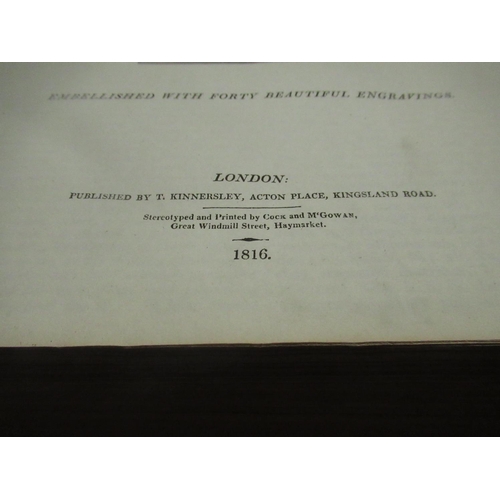 EMBELLISHED WITH FORTY BEAUTIFUL ENGRAVINGS.
LONDON:
PUBLISHED BY T. KINNERSLEY, ACTON PLACE, KINGSLAND ROAD.
Stereotyped and Printed by COCK and M'GOWAN,
Great Windmill Street, Haymarket.
1816.